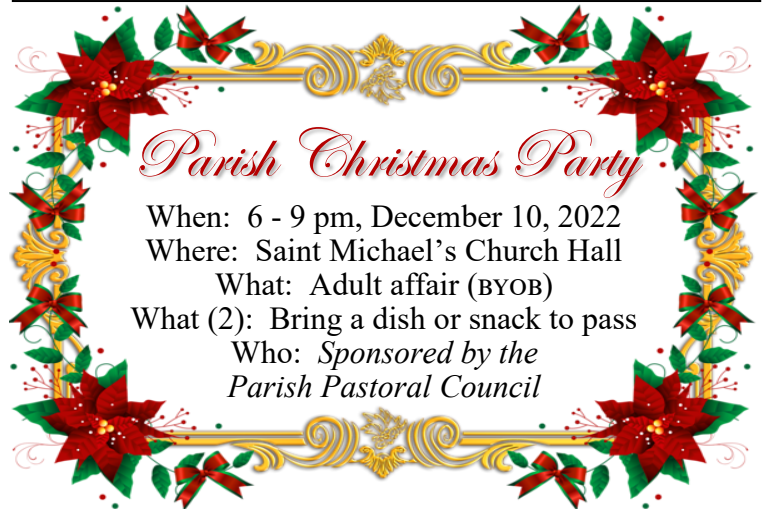 Parish Christmas Party
When:  6 - 9 pm, December 10, 2022
Where:  Saint Michael’s Church Hall
What:  Adult affair (BYOB)
What (2):  Bring a dish or snack to pass
Who:  Sponsored by the
Parish Pastoral Council